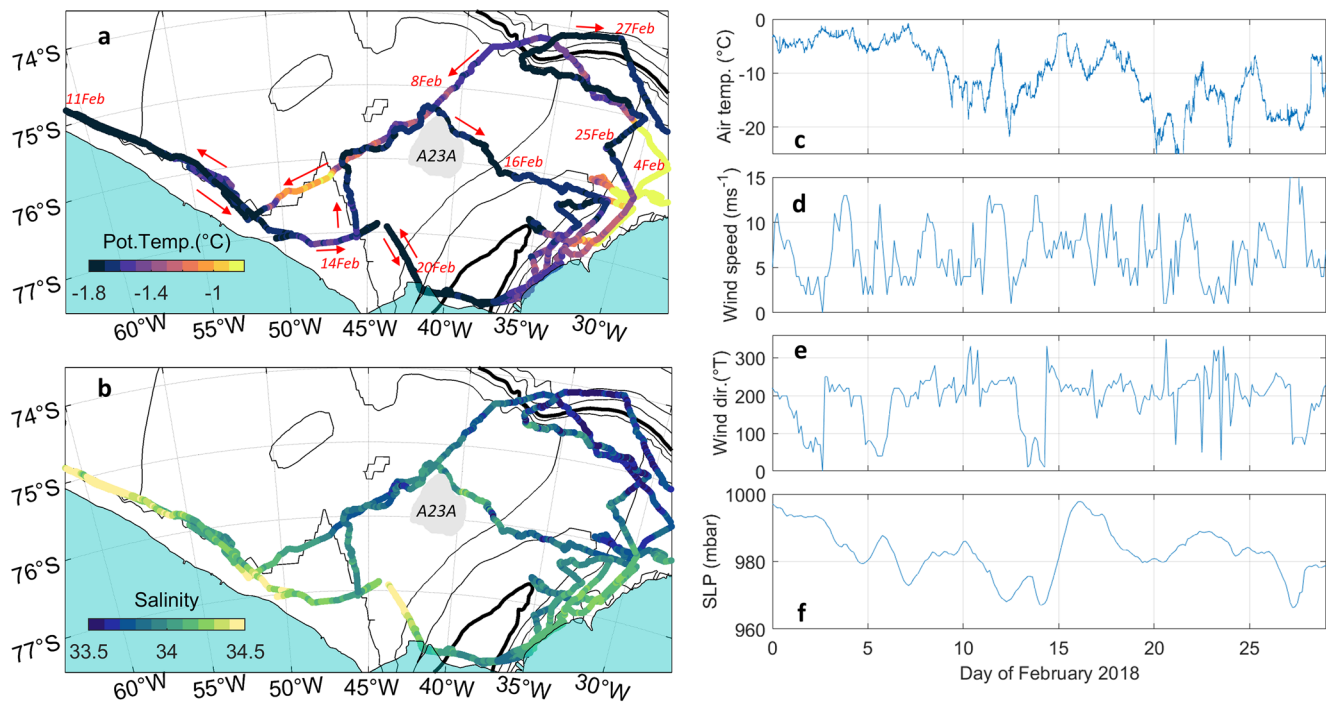 a
74°S
75°S
76°S
77°S
11Feb
8Feb
27Feb
25Feb
4Feb
16Feb
A23A
14Feb
20Feb
Pot.Temp.(°C)
-1.8 -1.4 -1
60°W 55°W 50°W 45°W 40°W 35°W 30°W
b
74°S
75°S
76°S
77°S
A23A
Salinity
33.5 34 34.5
60°W 55°W 50°W 45°W 40°W 35°W 30°W
Air temp. (°C)
0
-10
-20
c
Wind speed (ms-1)
15
10
5
0
d
Wind dir.(°T)
300
200
100
0
e
SLP (mbar)
1000
980
960
f
0 5 10 15 20 25
Day of February 2018